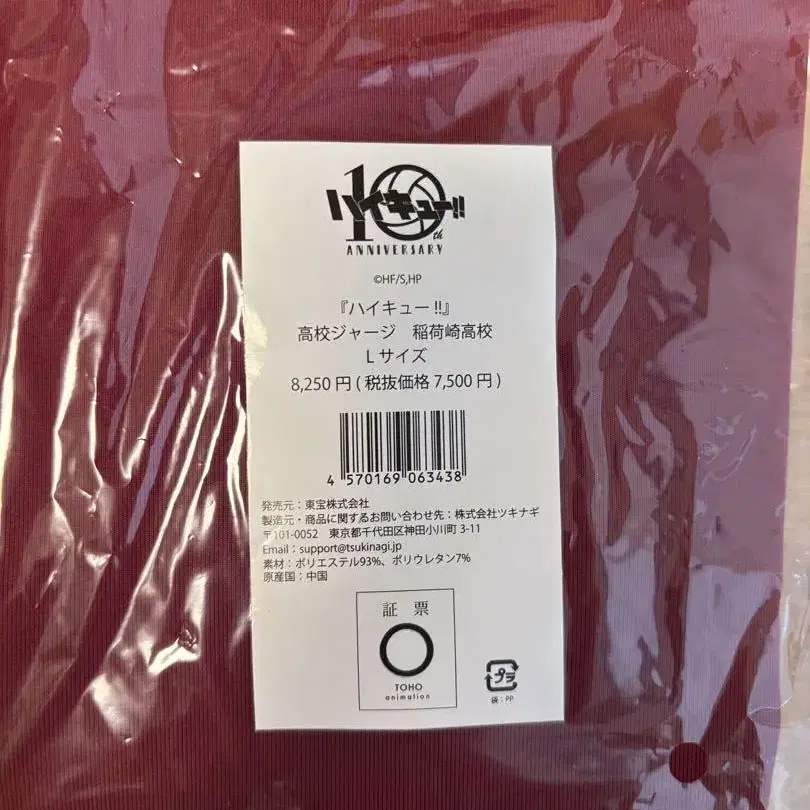 ハイキュー!!
10th
ANNIVERSARY
©HF/S,HP
『ハイキュー!!』
高校ジャージ　稲荷崎高校
Lサイズ
8,250円(税抜価格7,500円)
4 570169 063438
発売元：東宝株式会社
製造元・商品に関するお問い合わせ先：株式会社ツキナギ
〒101-0052　東京都千代田区神田小川町3-11
Email：support@tsukinagi.jp
素材：ポリエステル93%、ポリウレタン7%
原産国：中国
証 票
TOHO
animation
プラ
袋：PP